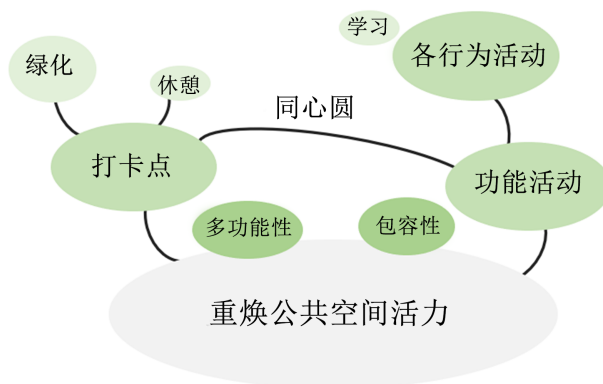 学习
各行为活动
绿化
休憩
同心圆
打卡点
功能活动
多功能性
包容性
重焕公共空间活力